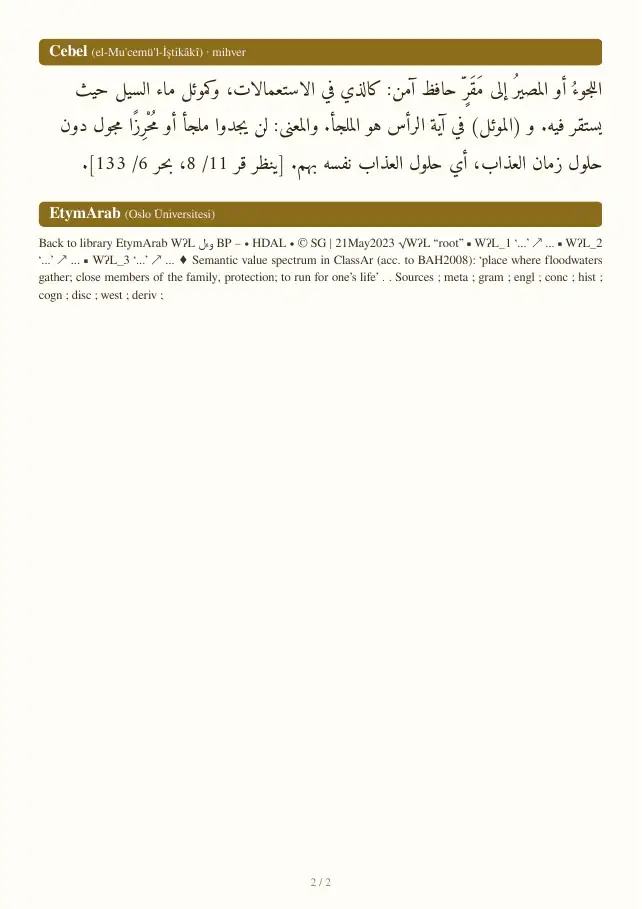 Cebel (el-Mu'cemü'l-İştikâkî) · mihver
اللجوءُ أو المصيرُ إلى مَقَرٍّ حافظ آمن: كالذي في الاستعمالات، وكموئل ماء السيل حيث
يستقر فيه. و (الموئل) في آية الرأس هو الملجأ. والمعنى: لن يجدوا ملجأ أو مُحْرِزًا مجول دون
حلول زمان العذاب، أي حلول العذاب نفسه بهم. [ينظر قر 11/ 8، بحر 6/ 133].
EtymArab (Oslo Üniversitesi)
Back to library EtymArab WʔL وءل BP – • HDAL • © SG | 21May2023 √WʔL “root” ▪ WʔL_1 ‘...’ ↗ ... ▪ WʔL_2
‘...’ ↗ ... ▪ WʔL_3 ‘...’ ↗ ... ♦ Semantic value spectrum in ClassAr (acc. to BAH2008): ‘place where floodwaters
gather; close members of the family, protection; to run for one’s life’ . . Sources ; meta ; gram ; engl ; conc ; hist ;
cogn ; disc ; west ; deriv ;
2 / 2